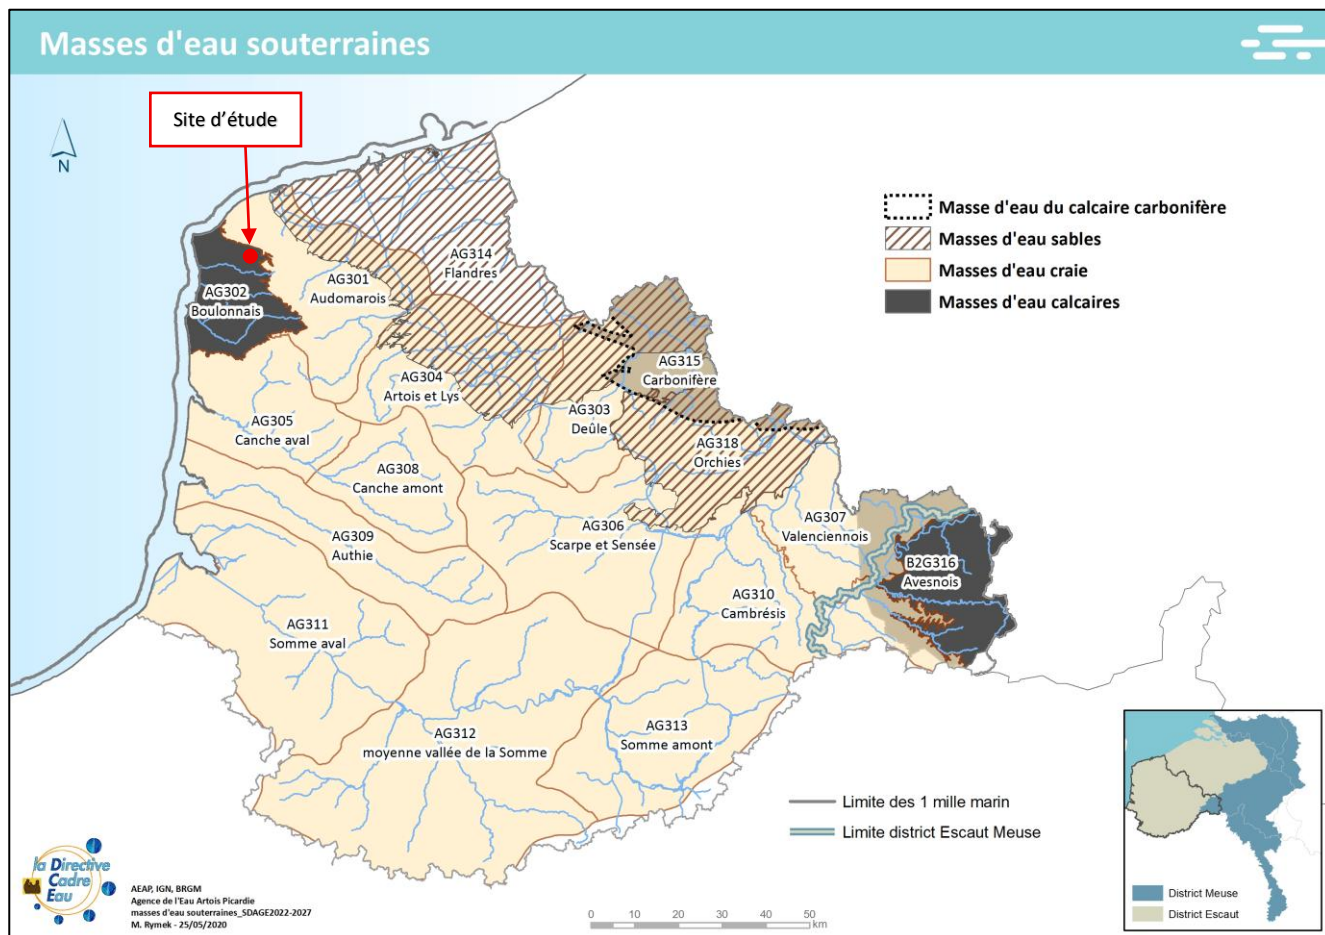 Masses d'eau souterraines
Site d'étude
N
AG314
Flandres
AG301
Audomarois
AG302
Boulonnais
AG315
Carbonifère
AG304
Artois et Lys
AG303
Deûle
AG305
Canche aval
AG318
Orchies
AG308
Canche amont
AG306
Scarpe et Sensée
AG307
Valenciennois
AG309
Authie
B2G316
Avesnois
AG310
Cambrésis
AG311
Somme aval
AG312
moyenne vallée de la Somme
AG313
Somme amont
Masse d'eau du calcaire carbonifère
Masses d'eau sables
Masses d'eau craie
Masses d'eau calcaires
Limite des 1 mille marin
Limite district Escaut Meuse
District Meuse
District Escaut
la Directive
Cadre
Eau
AEAP, IGN, BRGM
Agence de l'Eau Artois Picardie
masses d'eau souterraines_SDAGE2022-2027
M. Rymek - 25/05/2020
0 10 20 30 40 50
km